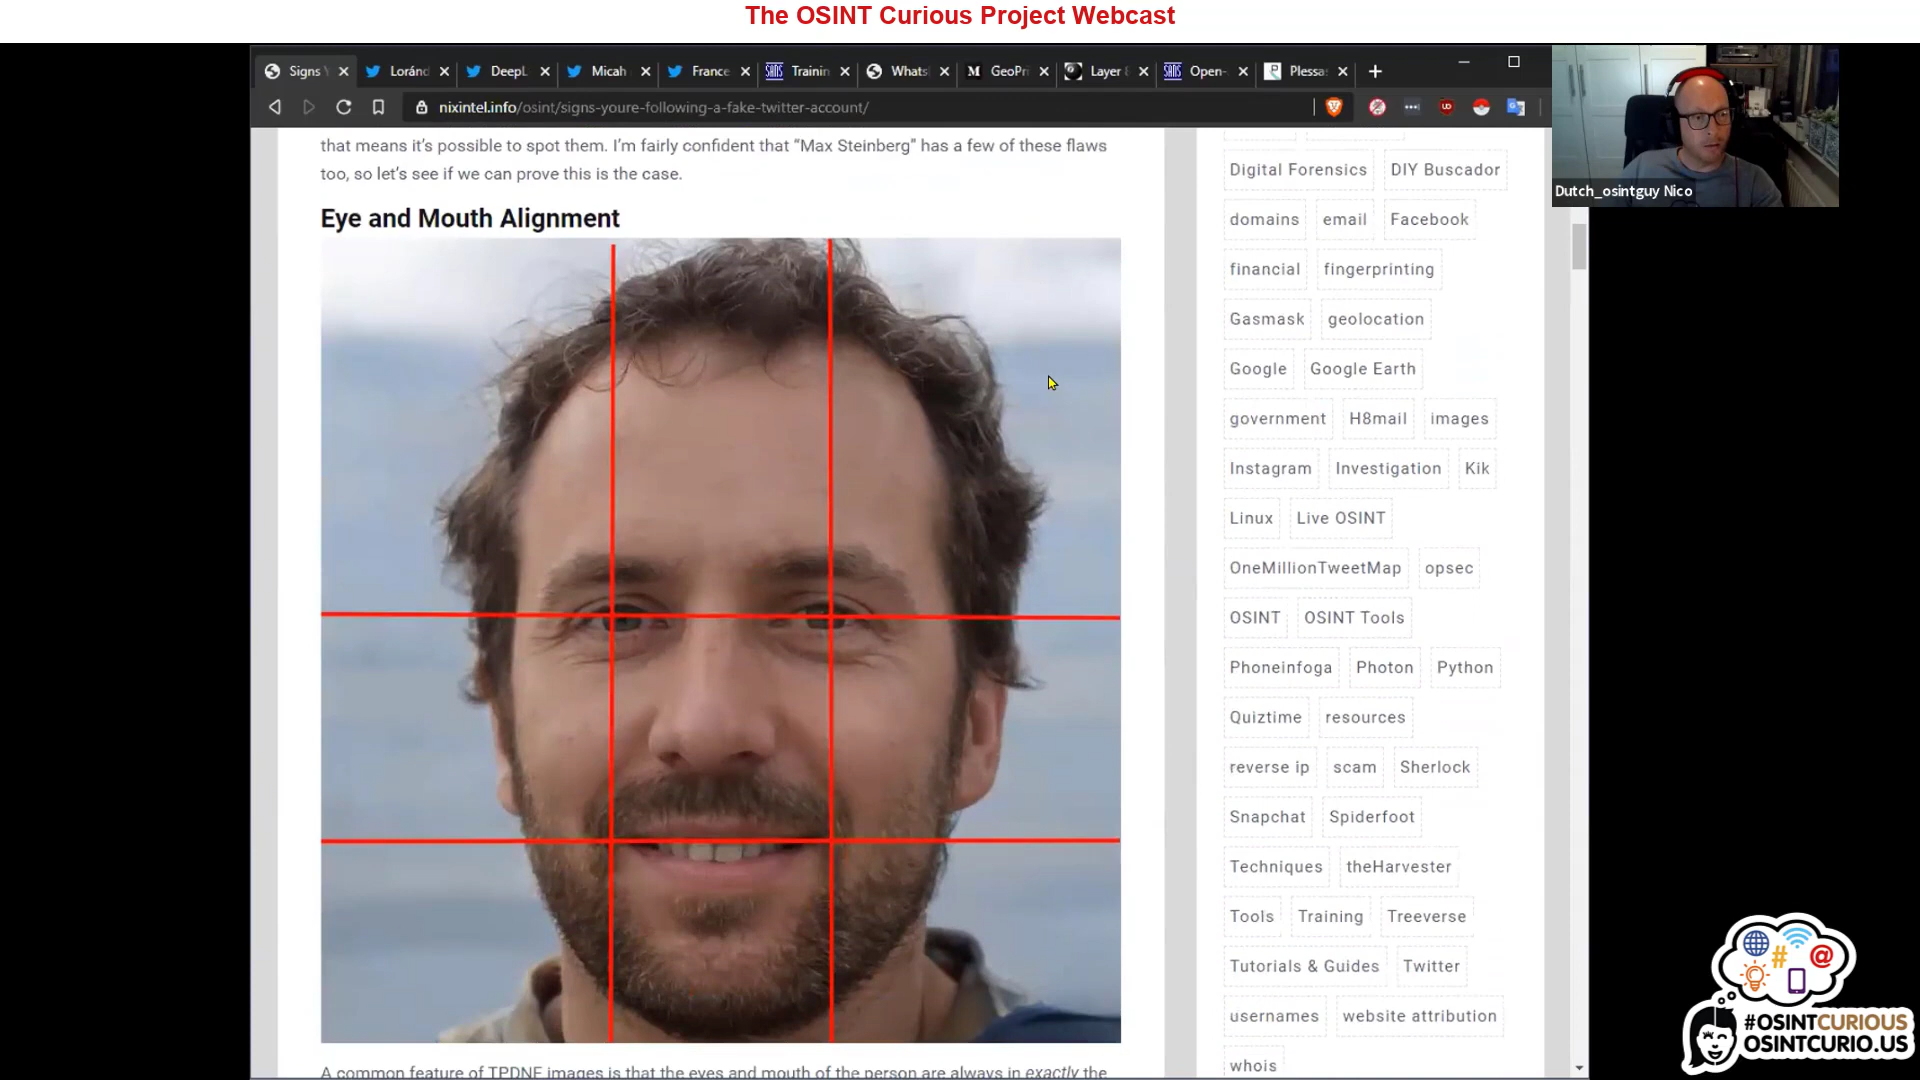 The OSINT Curious Project Webcast
Signs Y
Loránd
DeepL
Micah
France
SANS Trainin
Whats
M GeoPri
Layer 8
SANS Open-
Plessa
nixintel.info/osint/signs-youre-following-a-fake-twitter-account/
that means it's possible to spot them. I'm fairly confident that “Max Steinberg” has a few of these flaws
too, so let's see if we can prove this is the case.
Eye and Mouth Alignment
A common feature of TPDNE images is that the eyes and mouth of the person are always in exactly the
Digital Forensics DIY Buscador
domains email Facebook
financial fingerprinting
Gasmask geolocation
Google Google Earth
government H8mail images
Instagram Investigation Kik
Linux Live OSINT
OneMillionTweetMap opsec
OSINT OSINT Tools
Phoneinfoga Photon Python
Quiztime resources
reverse ip scam Sherlock
Snapchat Spiderfoot
Techniques theHarvester
Tools Training Treeverse
Tutorials & Guides Twitter
usernames website attribution
whois
Dutch_osintguy Nico
#OSINTCURIOUS
OSINTCURIO.US